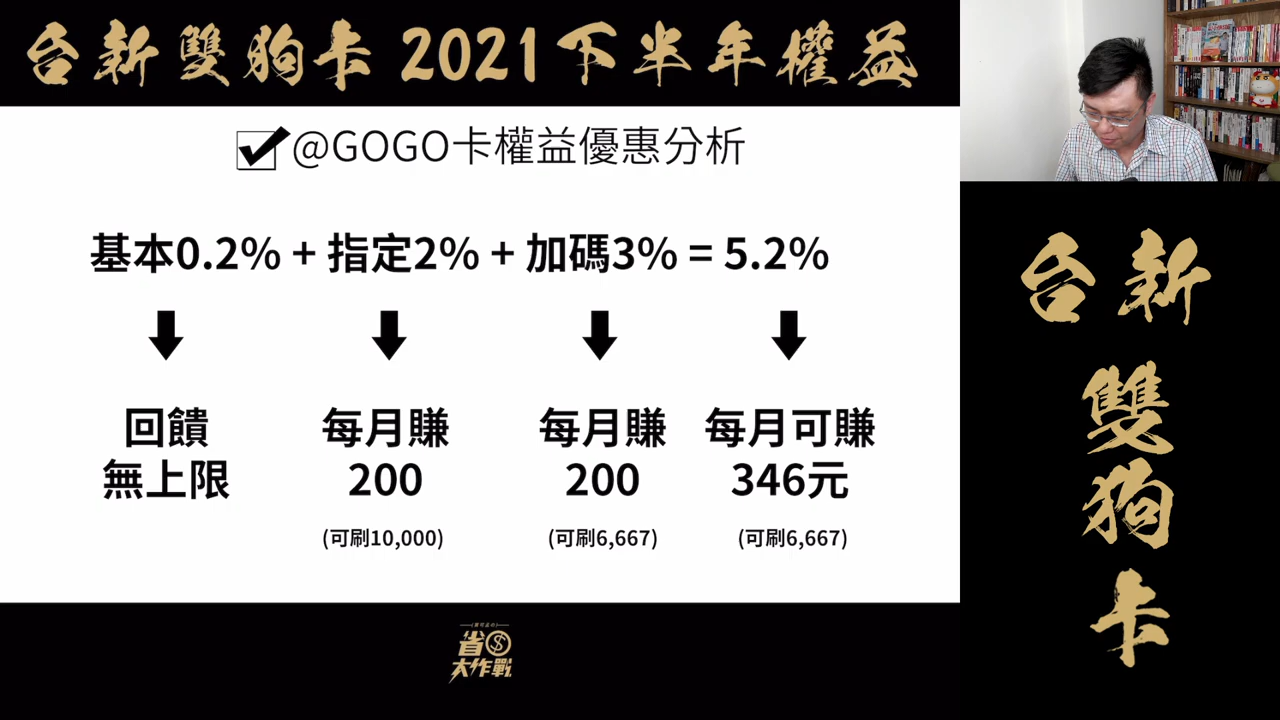 台新雙狗卡 2021下半年權益
@GOGO卡權益優惠分析
基本0.2% + 指定2% + 加碼3% = 5.2%
回饋
無上限
每月賺
200
(可刷10,000)
每月賺
200
(可刷6,667)
每月可賺
346元
(可刷6,667)
台新
雙
狗
卡
省
大作戰